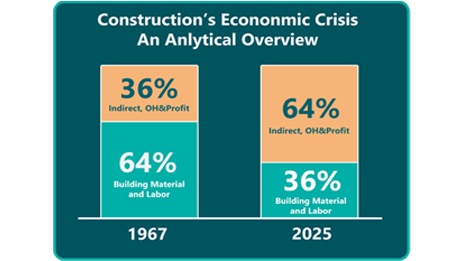 Construction's Econonmic Crisis
An Anlytical Overview
36%
Indirect, OH&Profit
64%
Building Material
and Labor
1967
64%
Indirect, OH&Profit
36%
Building Material
and Labor
2025